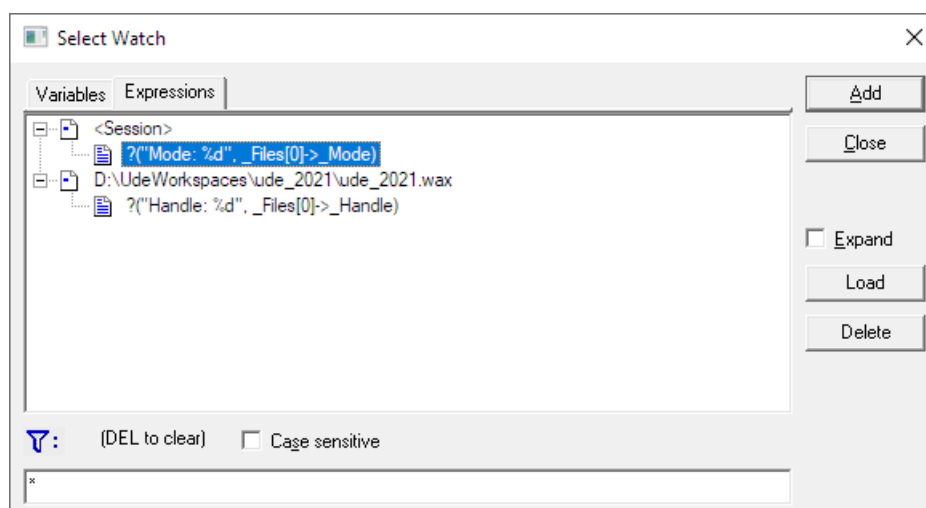 Select Watch
Variables Expressions
<Session>
?("Mode: %d", _Files[0]->_Mode)
D:\UdeWorkspaces\ude_2021\ude_2021.wax
?("Handle: %d", _Files[0]->_Handle)
Add
Close
Expand
Load
Delete
: (DEL to clear) Case sensitive
*